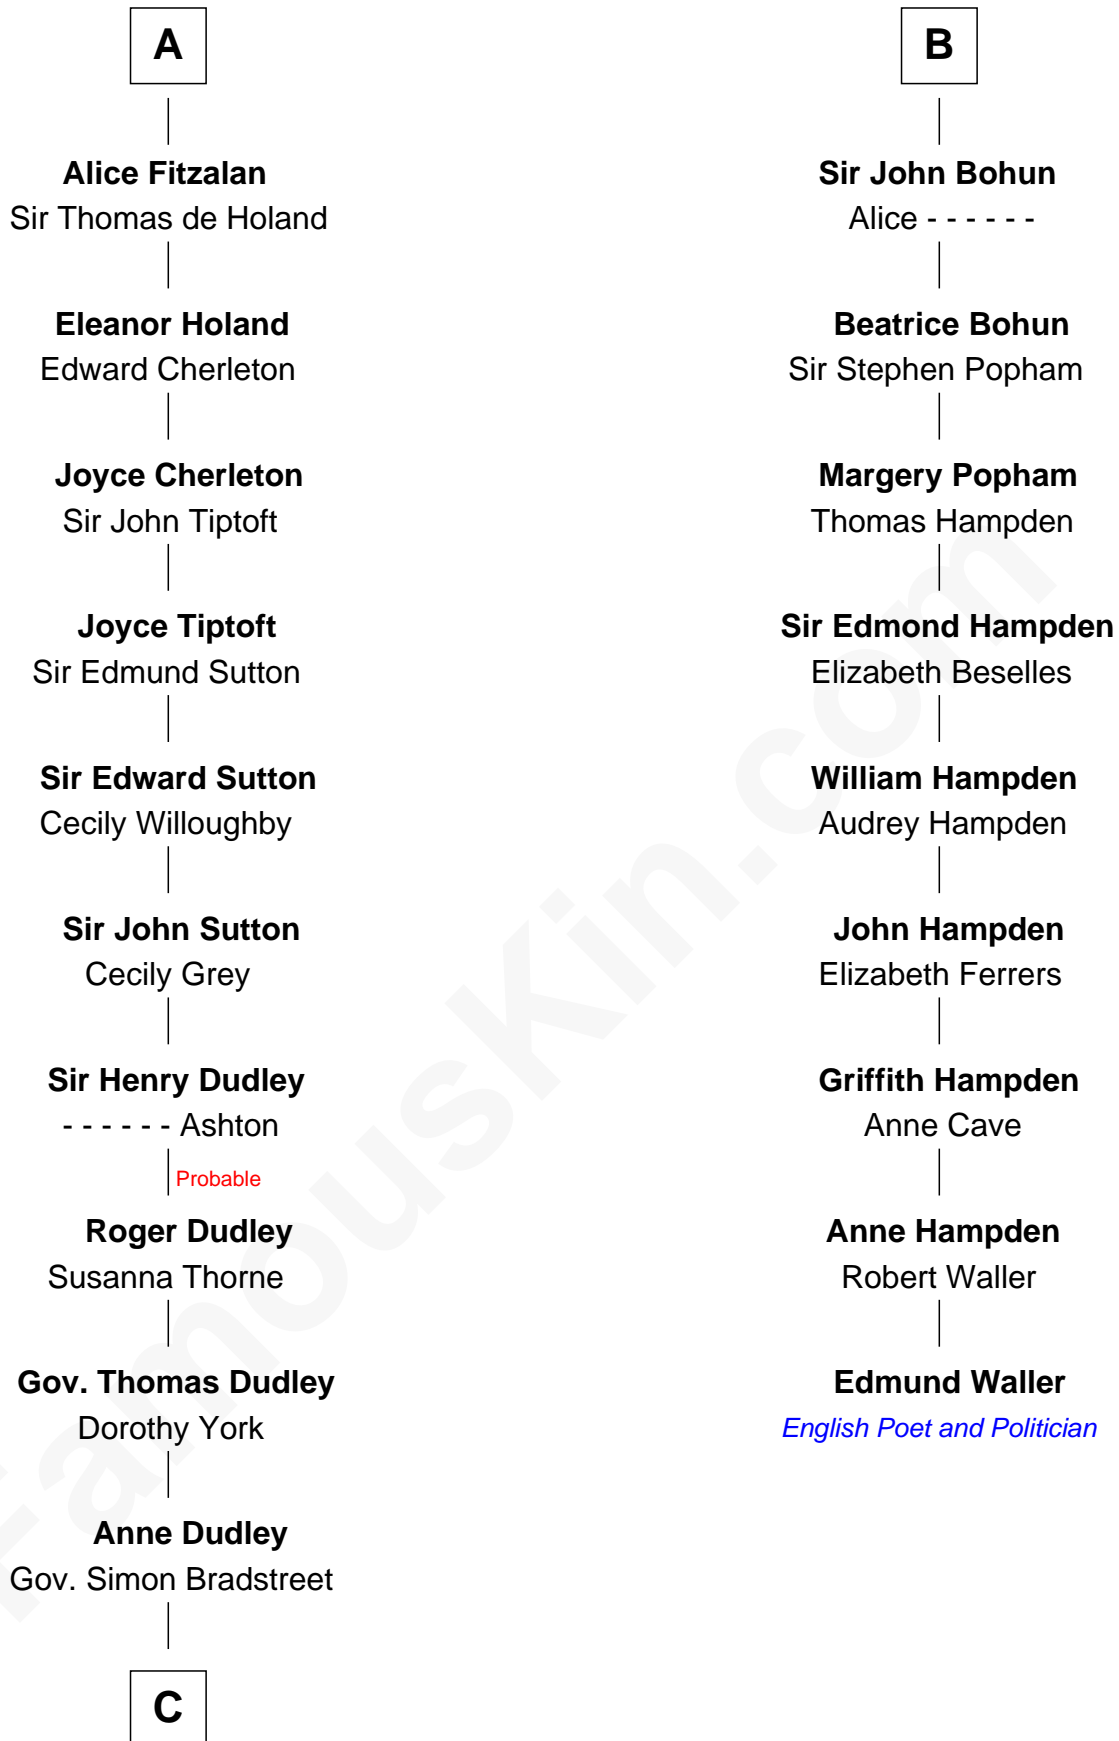 A
Alice Fitzalan
Sir Thomas de Holand
Eleanor Holand
Edward Cherleton
Joyce Cherleton
Sir John Tiptoft
Joyce Tiptoft
Sir Edmund Sutton
Sir Edward Sutton
Cecily Willoughby
Sir John Sutton
Cecily Grey
Sir Henry Dudley
- - - - - - Ashton
Probable
Roger Dudley
Susanna Thorne
Gov. Thomas Dudley
Dorothy York
Anne Dudley
Gov. Simon Bradstreet
C
B
Sir John Bohun
Alice - - - - - -
Beatrice Bohun
Sir Stephen Popham
Margery Popham
Thomas Hampden
Sir Edmond Hampden
Elizabeth Beselles
William Hampden
Audrey Hampden
John Hampden
Elizabeth Ferrers
Griffith Hampden
Anne Cave
Anne Hampden
Robert Waller
Edmund Waller
English Poet and Politician
FamousKin.com